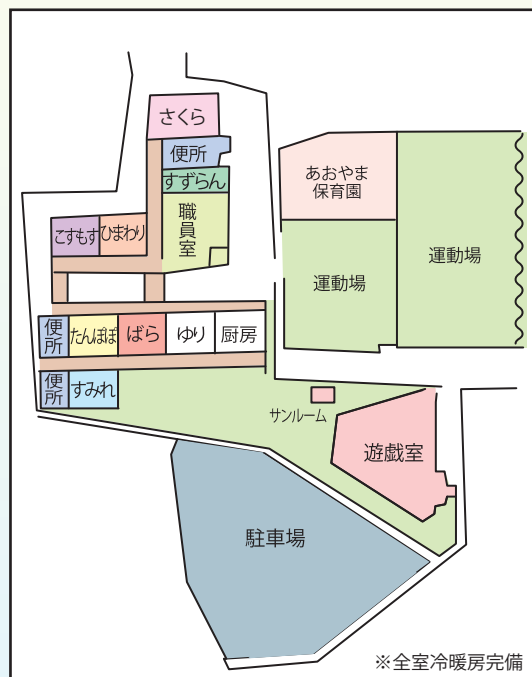 さくら
便所
すずらん
職員室
こすもす
ひまわり
あおやま
保育園
運動場
運動場
便所
たんぽぽ
ばら
ゆり
厨房
便所
すみれ
サンルーム
遊戯室
駐車場
※全室冷暖房完備